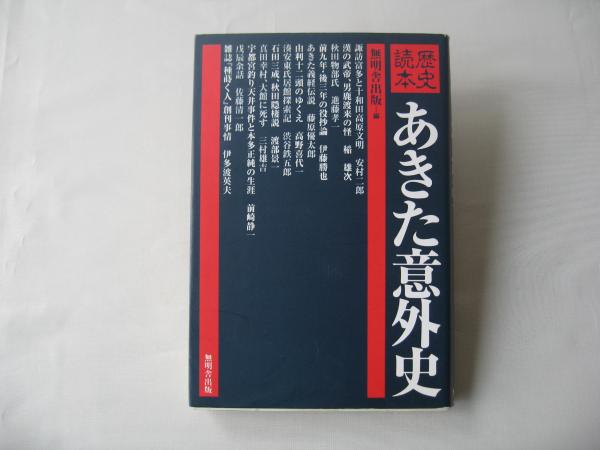 歴史読本
あきた意外史
無明舎出版=編
諏訪富多と十和田高原文明 安村二郎
漢の武帝、男鹿渡来の怪 稲 雄次
秋田物部氏 進藤孝一
前九年・後三年の役抄論 伊藤勝也
あきた義経伝説 藤原優太郎
由利十二頭のゆくえ 高野喜代一
湊安東氏居館探索記 渋谷鉄五郎
石田三成、秋田隠棲説 渡部景一
真田幸村、大館に死す 三村雄吉
宇都宮釣り天井事件と本多正純の生涯 前崎静一
戊辰余話 佐藤清一郎
雑誌「種蒔く人」創刊事情 伊多波英夫
無明舎出版